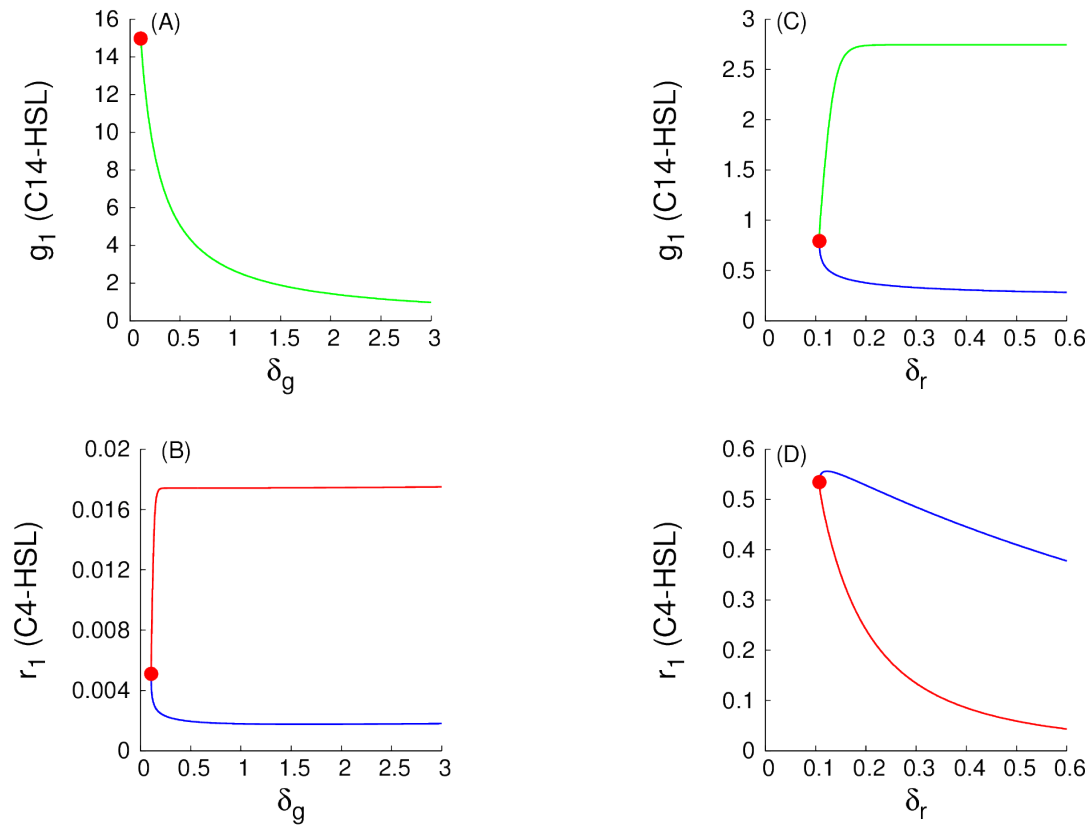 (A)
16
14
12
10
8
6
4
2
0
g1 (C14-HSL)
0 0.5 1 1.5 2 2.5 3
δg
(C)
3
2.5
2
1.5
1
0.5
0
g1 (C14-HSL)
0 0.1 0.2 0.3 0.4 0.5 0.6
δr
(B)
0.02
0.016
0.012
0.008
0.004
0
r1 (C4-HSL)
0 0.5 1 1.5 2 2.5 3
δg
(D)
0.6
0.5
0.4
0.3
0.2
0.1
0
r1 (C4-HSL)
0 0.1 0.2 0.3 0.4 0.5 0.6
δr